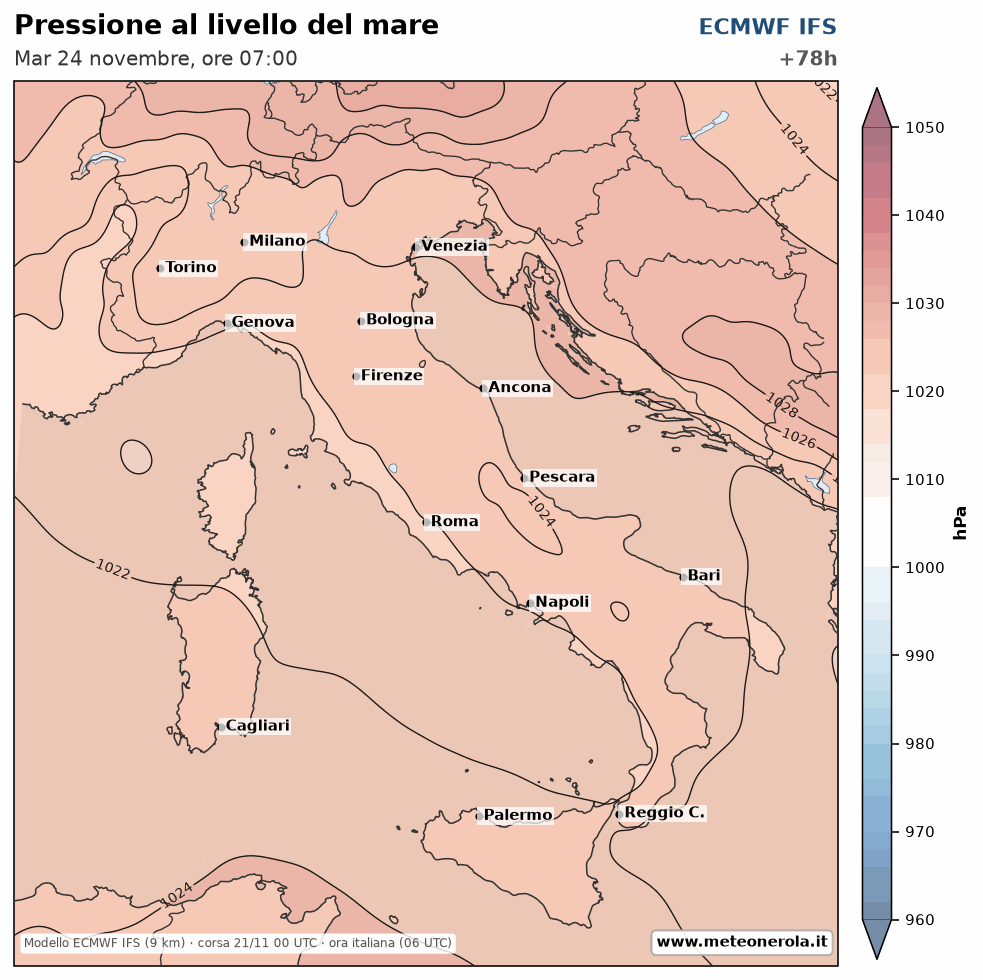 Pressione al livello del mare
ECMWF IFS
Mar 24 novembre, ore 07:00
+78h
1022
1024
1050
1040
1030
1020
1010
1000
990
980
970
960
hPa
Milano
Venezia
Torino
Genova
Bologna
Firenze
Ancona
1028
1026
Pescara
1024
Roma
1022
Bari
Napoli
Cagliari
Palermo
Reggio C.
1024
Modello ECMWF IFS (9 km) · corsa 21/11 00 UTC · ora italiana (06 UTC)
www.meteonerola.it